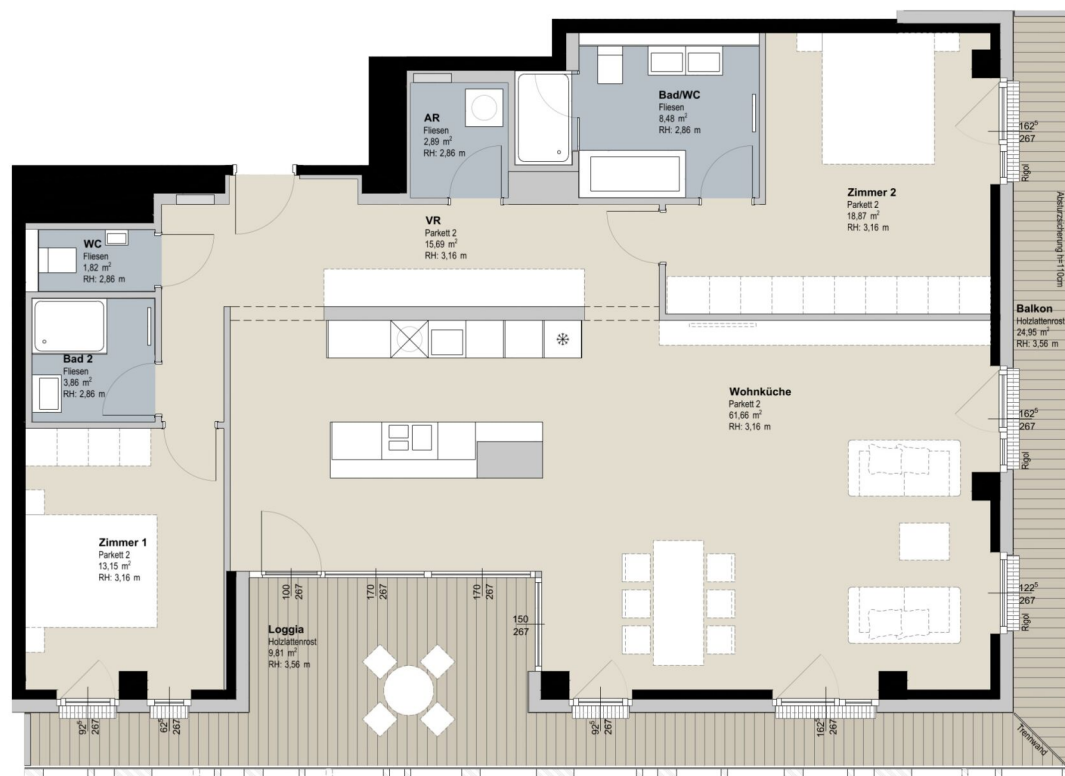 Bad/WC
Fliesen
8,48 m²
RH: 2,86 m
AR
Fliesen
2,89 m²
RH: 2,86 m
162⁵
267
Rigol
Absturzsicherung h=110cm
Zimmer 2
Parkett 2
18,87 m²
RH: 3,16 m
VR
Parkett 2
15,69 m²
RH: 3,16 m
WC
Fliesen
1,82 m²
RH: 2,86 m
Balkon
Holzlattenrost
24,95 m²
RH: 3,56 m
Bad 2
Fliesen
3,86 m²
RH: 2,86 m
Wohnküche
Parkett 2
61,66 m²
RH: 3,16 m
162⁵
267
Rigol
Zimmer 1
Parkett 2
13,15 m²
RH: 3,16 m
100
267
170
267
170
267
150
267
122⁵
267
Rigol
Loggia
Holzlattenrost
9,81 m²
RH: 3,56 m
92⁵
267
62⁵
267
92⁵
267
162⁵
267
Trennwand